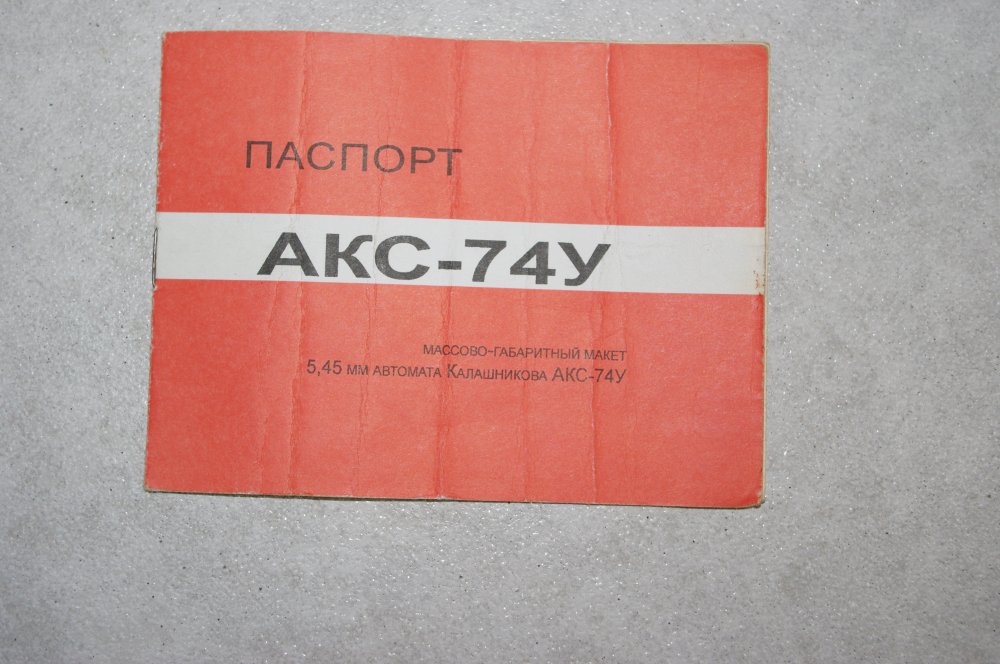 ПАСПОРТ
АКС-74У
МАССОВО-ГАБАРИТНЫЙ МАКЕТ
5,45 ММ АВТОМАТА КАЛАШНИКОВА АКС-74У